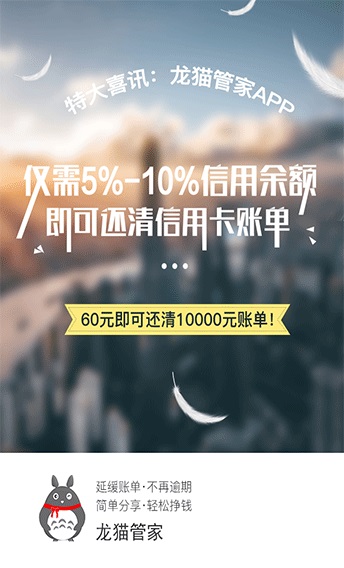 特大喜讯：龙猫管家APP
仅需5%-10%信用余额
即可还清信用卡账单
...
60元即可还清10000元账单！
延缓账单·不再逾期
简单分享·轻松挣钱
龙猫管家